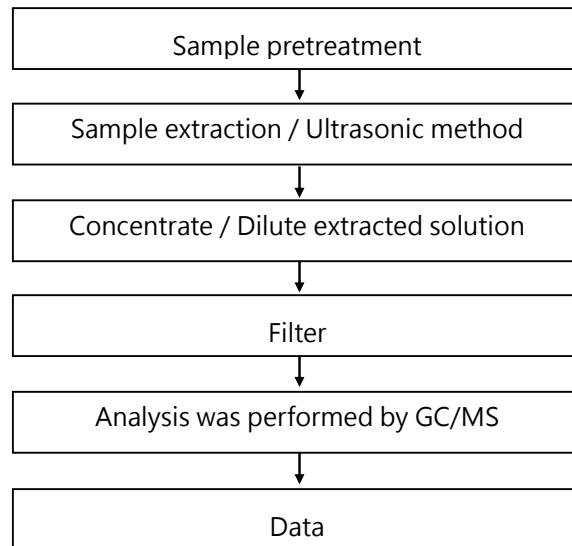 Sample pretreatment
Sample extraction / Ultrasonic method
Concentrate / Dilute extracted solution
Filter
Analysis was performed by GC/MS
Data